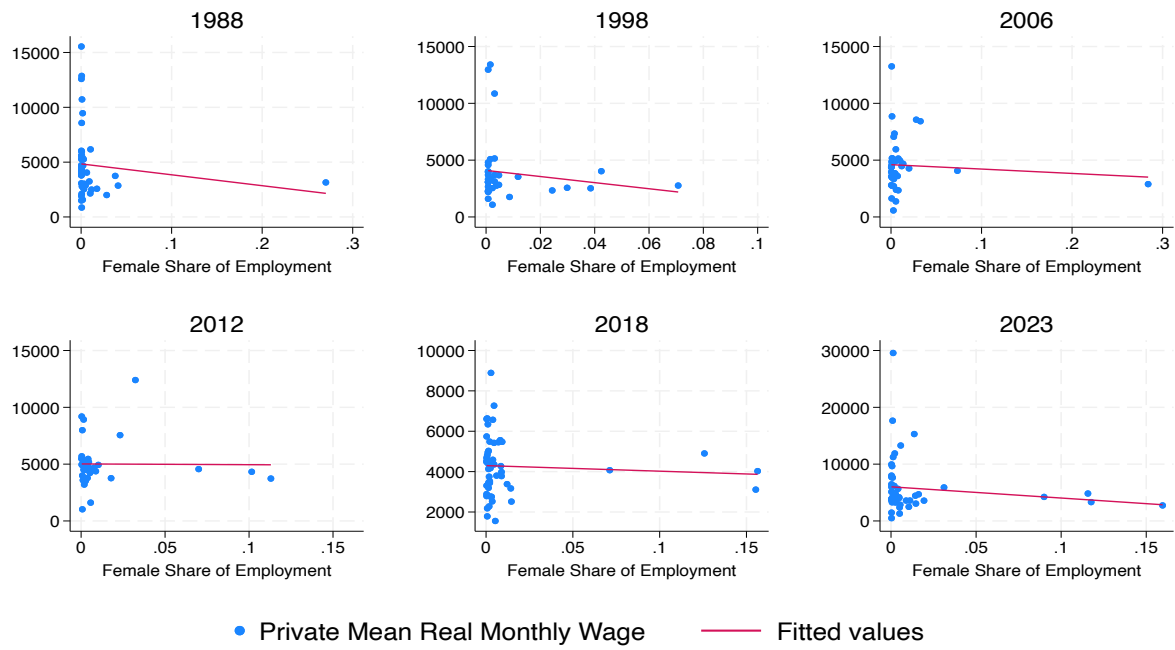 1988
15000
10000
5000
0
0 .1 .2 .3
Female Share of Employment
1998
15000
10000
5000
0
0 .02 .04 .06 .08 .1
Female Share of Employment
2006
15000
10000
5000
0
0 .1 .2 .3
Female Share of Employment
2012
15000
10000
5000
0
0 .05 .1 .15
Female Share of Employment
2018
10000
8000
6000
4000
2000
0 .05 .1 .15
Female Share of Employment
2023
30000
20000
10000
0
0 .05 .1 .15
Female Share of Employment
Private Mean Real Monthly Wage Fitted values